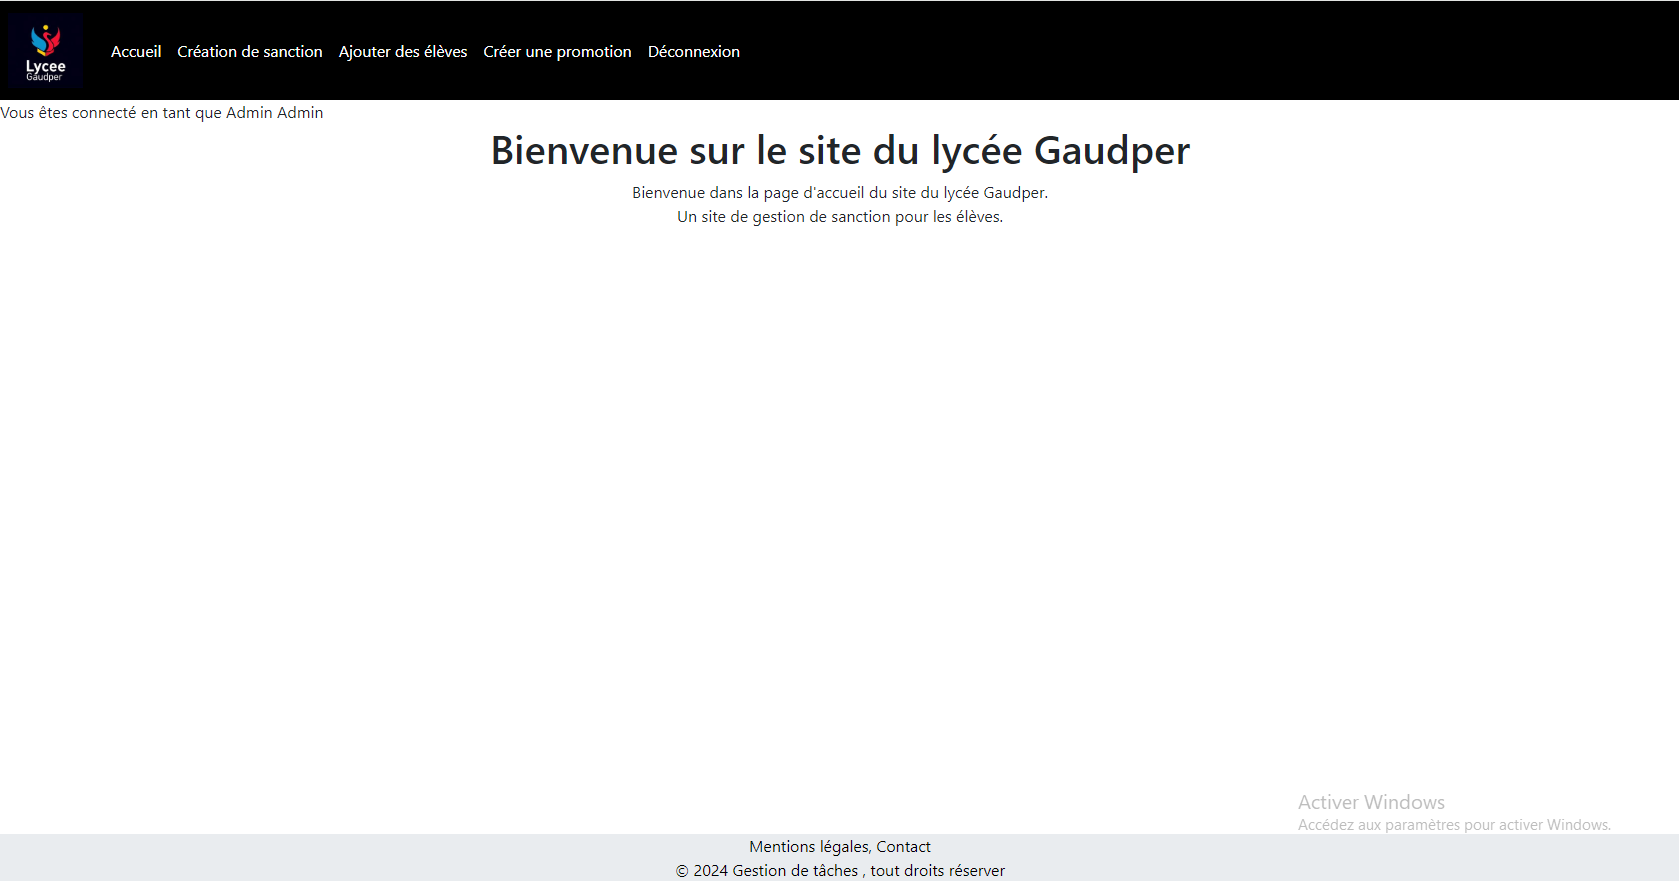 Lycee
Gaudper
Accueil Création de sanction Ajouter des élèves Créer une promotion Déconnexion
Vous êtes connecté en tant que Admin Admin
Bienvenue sur le site du lycée Gaudper
Bienvenue dans la page d'accueil du site du lycée Gaudper.
Un site de gestion de sanction pour les élèves.
Activer Windows
Accédez aux paramètres pour activer Windows.
Mentions légales, Contact
© 2024 Gestion de tâches , tout droits réserver